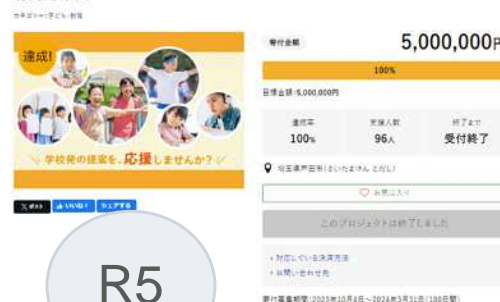 カテゴリー:子ども・教育
達成!
学校発の提案を、応援しませんか?
ポスト いいね! シェアする
R5
寄付金額 5,000,000円
100%
目標金額:5,000,000円
達成率 支援人数 終了まで
100% 96人 受付終了
埼玉県戸田市(さいたまけん とだし)
お気に入り
このプロジェクトは終了しました
対応している決済方法
お問い合わせ先
寄付募集期間:2023年10月4日~2024年3月31日(180日間)